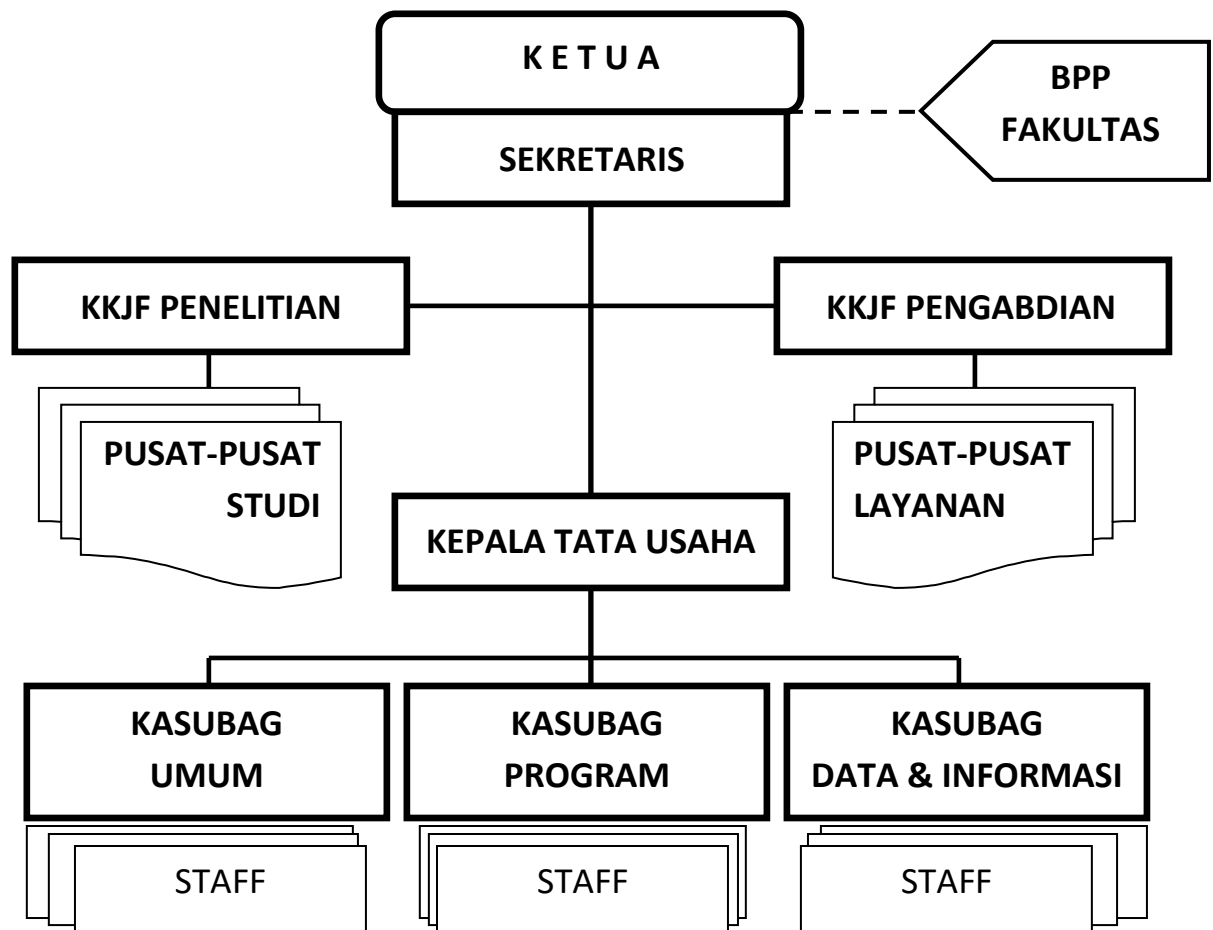 K E T U A
BPP
FAKULTAS
SEKRETARIS
KKJF PENELITIAN
KKJF PENGABDIAN
PUSAT-PUSAT
STUDI
PUSAT-PUSAT
LAYANAN
KEPALA TATA USAHA
KASUBAG
UMUM
KASUBAG
PROGRAM
KASUBAG
DATA & INFORMASI
STAFF
STAFF
STAFF